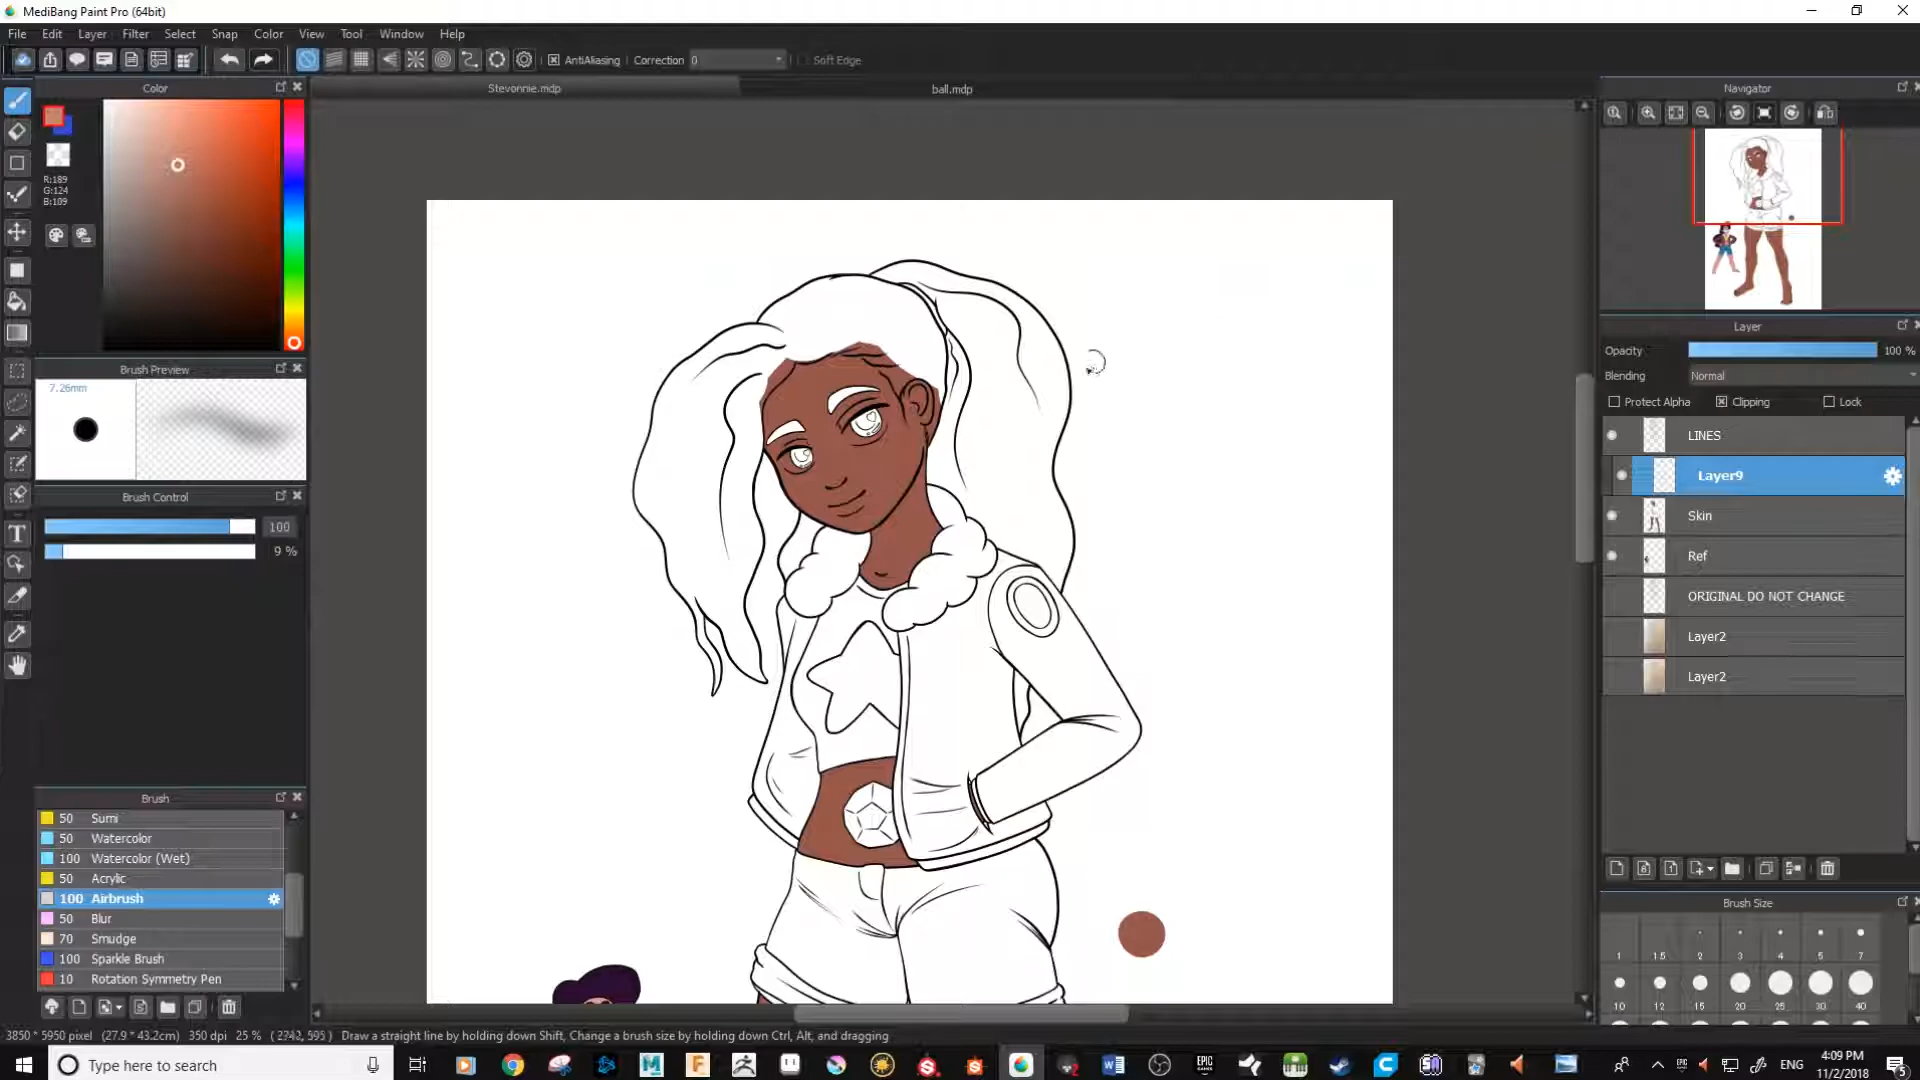 MediBang Paint Pro (64bit)
File Edit Layer Filter Select Snap Color View Tool Window Help
AntiAliasing Correction 0 Soft Edge
Color
Stevonnie.mdp
ball.mdp
Navigator
R:189
G:124
B:109
Brush Preview
7.26mm
Brush Control
100
9 %
Brush
50 Sumi
50 Watercolor
100 Watercolor (Wet)
50 Acrylic
100 Airbrush
50 Blur
70 Smudge
100 Sparkle Brush
10 Rotation Symmetry Pen
Layer
Opacity 100 %
Blending Normal
Protect Alpha Clipping Lock
LINES
Layer9
Skin
Ref
ORIGINAL DO NOT CHANGE
Layer2
Layer2
Brush Size
1 1.5 2 3 4 5 7
10 12 15 20 25 30 40
3850 * 5950 pixel (27.9 * 43.2cm) 350 dpi 25 % ( 2742, 595 ) Draw a straight line by holding down Shift, Change a brush size by holding down Ctrl, Alt, and dragging
Type here to search
EPIC GAMES
ENG
4:09 PM
11/2/2018
5